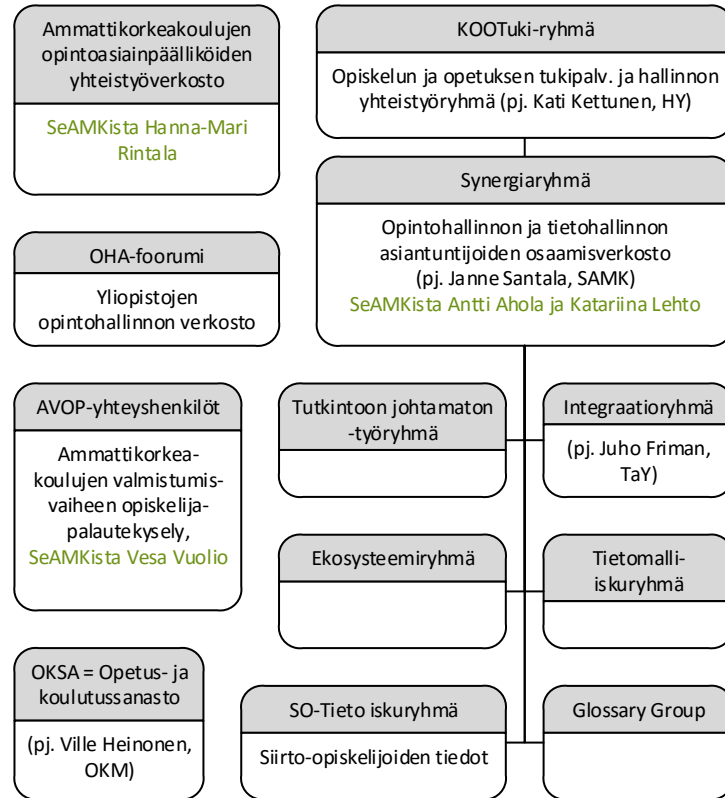 Ammattikorkeakoulujen
opintoasiainpäälliköiden
yhteistyöverkosto
SeAMKista Hanna-Mari
Rintala
KOOTuki-ryhmä
Opiskelun ja opetuksen tukipalv. ja hallinnon
yhteistyöryhmä (pj. Kati Kettunen, HY)
Synergiaryhmä
Opintohallinnon ja tietohallinnon
asiantuntijoiden osaamisverkosto
(pj. Janne Santala, SAMK)
SeAMKista Antti Ahola ja Katariina Lehto
OHA-foorumi
Yliopistojen
opintohallinnon verkosto
AVOP-yhteyshenkilöt
Ammattikorkea-
koulujen valmistumis-
vaiheen opiskelija-
palautekysely,
SeAMKista Vesa Vuolio
Tutkintoon johtamaton
-työryhmä
Integraatioryhmä
(pj. Juho Friman,
TaY)
Ekosysteemiryhmä
Tietomalli-
iskuryhmä
OKSA = Opetus- ja
koulutussanasto
(pj. Ville Heinonen,
OKM)
SO-Tieto iskuryhmä
Siirto-opiskelijoiden tiedot
Glossary Group